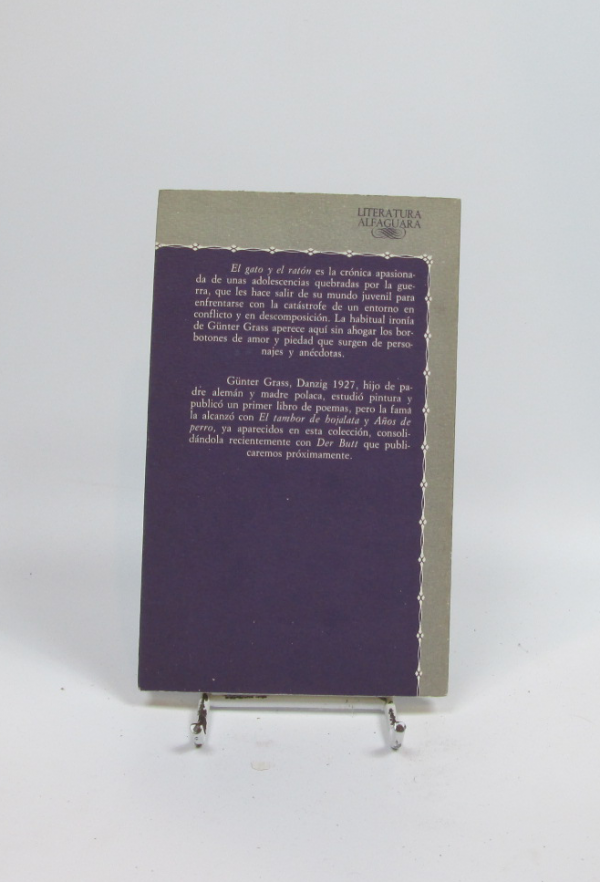 LITERATURA
ALFAGUARA
El gato y el ratón es la crónica apasiona-
da de unas adolescencias quebradas por la gue-
rra, que les hace salir de su mundo juvenil para
enfrentarse con la catástrofe de un entorno en
conflicto y en descomposición. La habitual ironía
de Günter Grass aperece aquí sin ahogar los bor-
botones de amor y piedad que surgen de perso-
najes y anécdotas.
Günter Grass, Danzig 1927, hijo de pa-
dre alemán y madre polaca, estudió pintura y
publicó un primer libro de poemas, pero la fama
la alcanzó con El tambor de hojalata y Años de
perro, ya aparecidos en esta colección, consoli-
dándola recientemente con Der Butt que publi-
caremos próximamente.